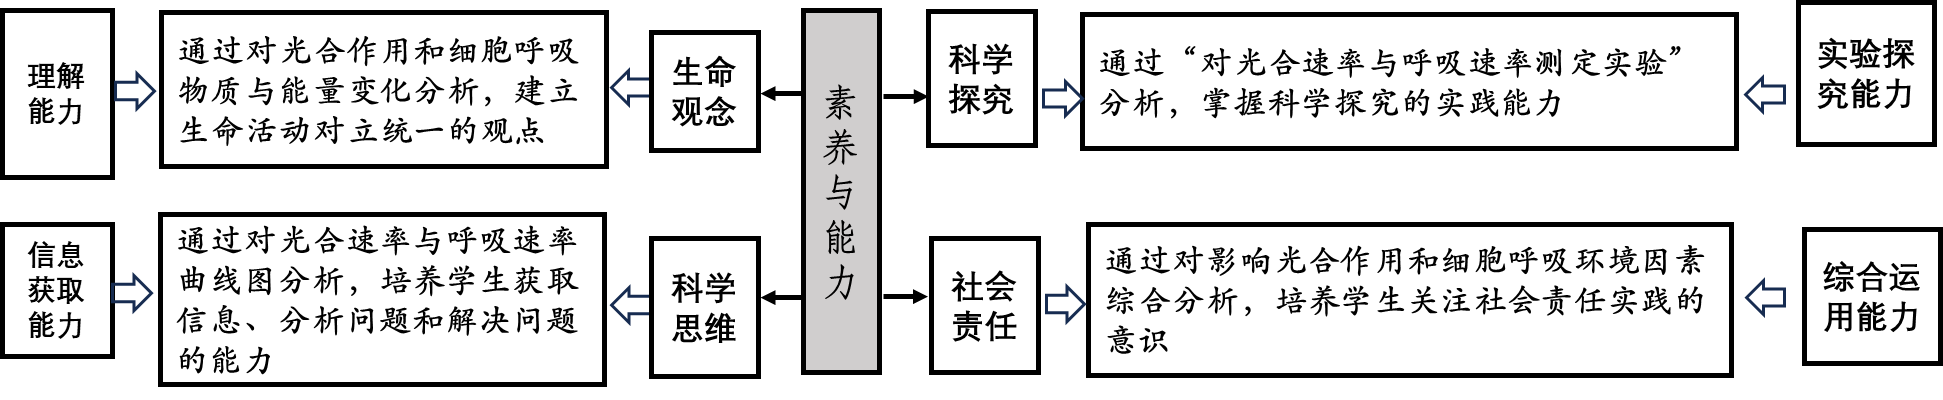 理解
能力
通过对光合作用和细胞呼吸
物质与能量变化分析，建立
生命活动对立统一的观点
生命
观念
素
养
与
能
力
科学
探究
通过“对光合速率与呼吸速率测定实验”
分析，掌握科学探究的实践能力
实验探
究能力
信息
获取
能力
通过对光合速率与呼吸速率
曲线图分析，培养学生获取
信息、分析问题和解决问题
的能力
科学
思维
社会
责任
通过对影响光合作用和细胞呼吸环境因素
综合分析，培养学生关注社会责任实践的
意识
综合运
用能力